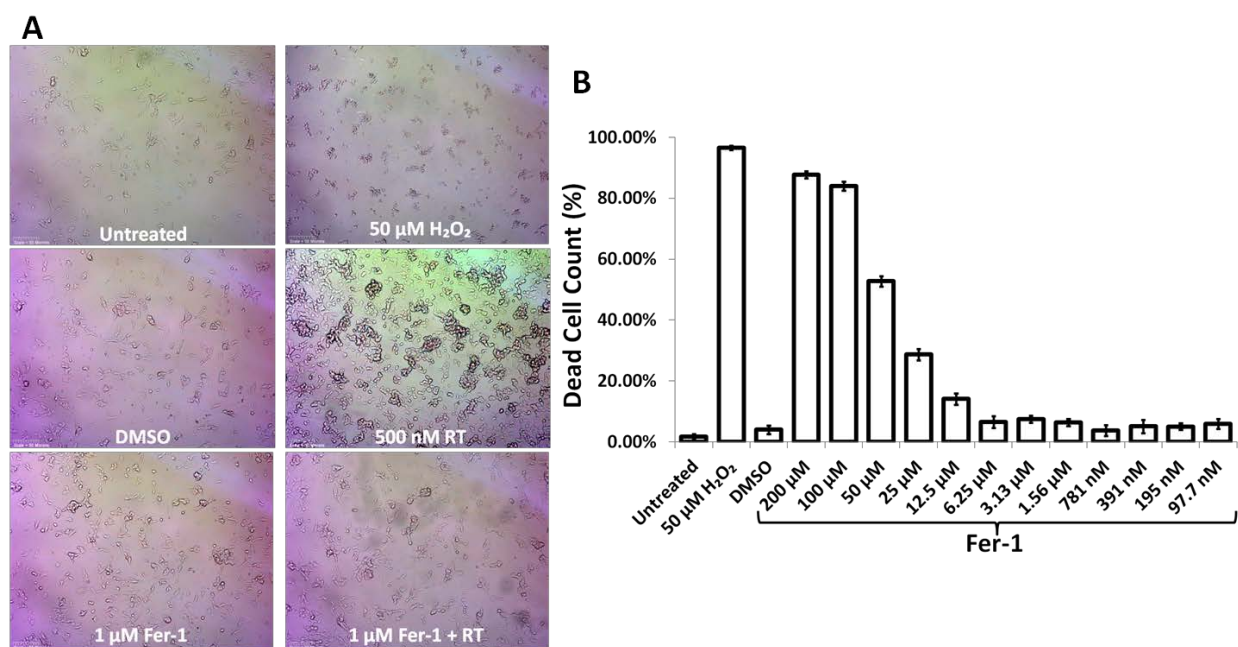 A
Untreated
50 µM H₂O₂
DMSO
500 nM RT
1 µM Fer-1
1 µM Fer-1 + RT
B
Dead Cell Count (%)
100.00%
80.00%
60.00%
40.00%
20.00%
0.00%
Untreated
50 µM H₂O₂
DMSO
200 µM
100 µM
50 µM
25 µM
12.5 µM
6.25 µM
3.13 µM
1.56 µM
781 nM
391 nM
195 nM
97.7 nM
Fer-1